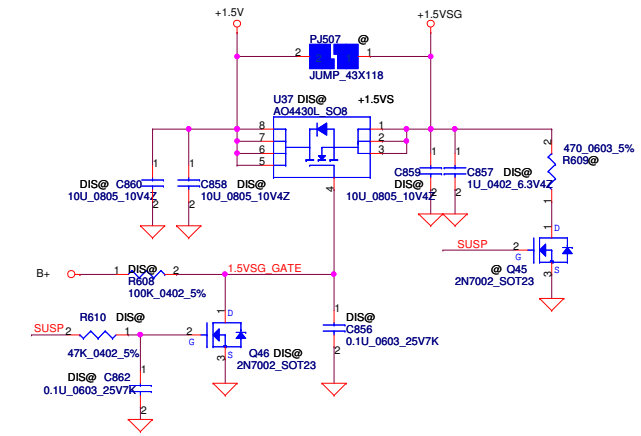 +1.5V
+1.5VSG
PJ507 @
2 1
JUMP_43X118
U37 DIS@ +1.5VS
AO4430L_SO8
8 1
7 2
6 3
5
4
2
470_0603_5%
R609@
1
1 1
DIS@ C860
10U_0805_10V4Z
2
DIS@ C858
10U_0805_10V4Z
2
1 1
C859 DIS@
10U_0805_10V4Z
2
C857 DIS@
1U_0402_6.3V4Z
2
SUSP 2 G
1 D
3 S
@ Q45
2N7002_SOT23
B+ 1 DIS@ 2
R608
100K_0402_5%
1.5VSG_GATE
SUSP 2 R610 1 DIS@
47K_0402_5%
2 G
1 D
3 S
Q46 DIS@
2N7002_SOT23
1
DIS@
C856
0.1U_0603_25V7K
2
1
DIS@ C862
0.1U_0603_25V7K
2